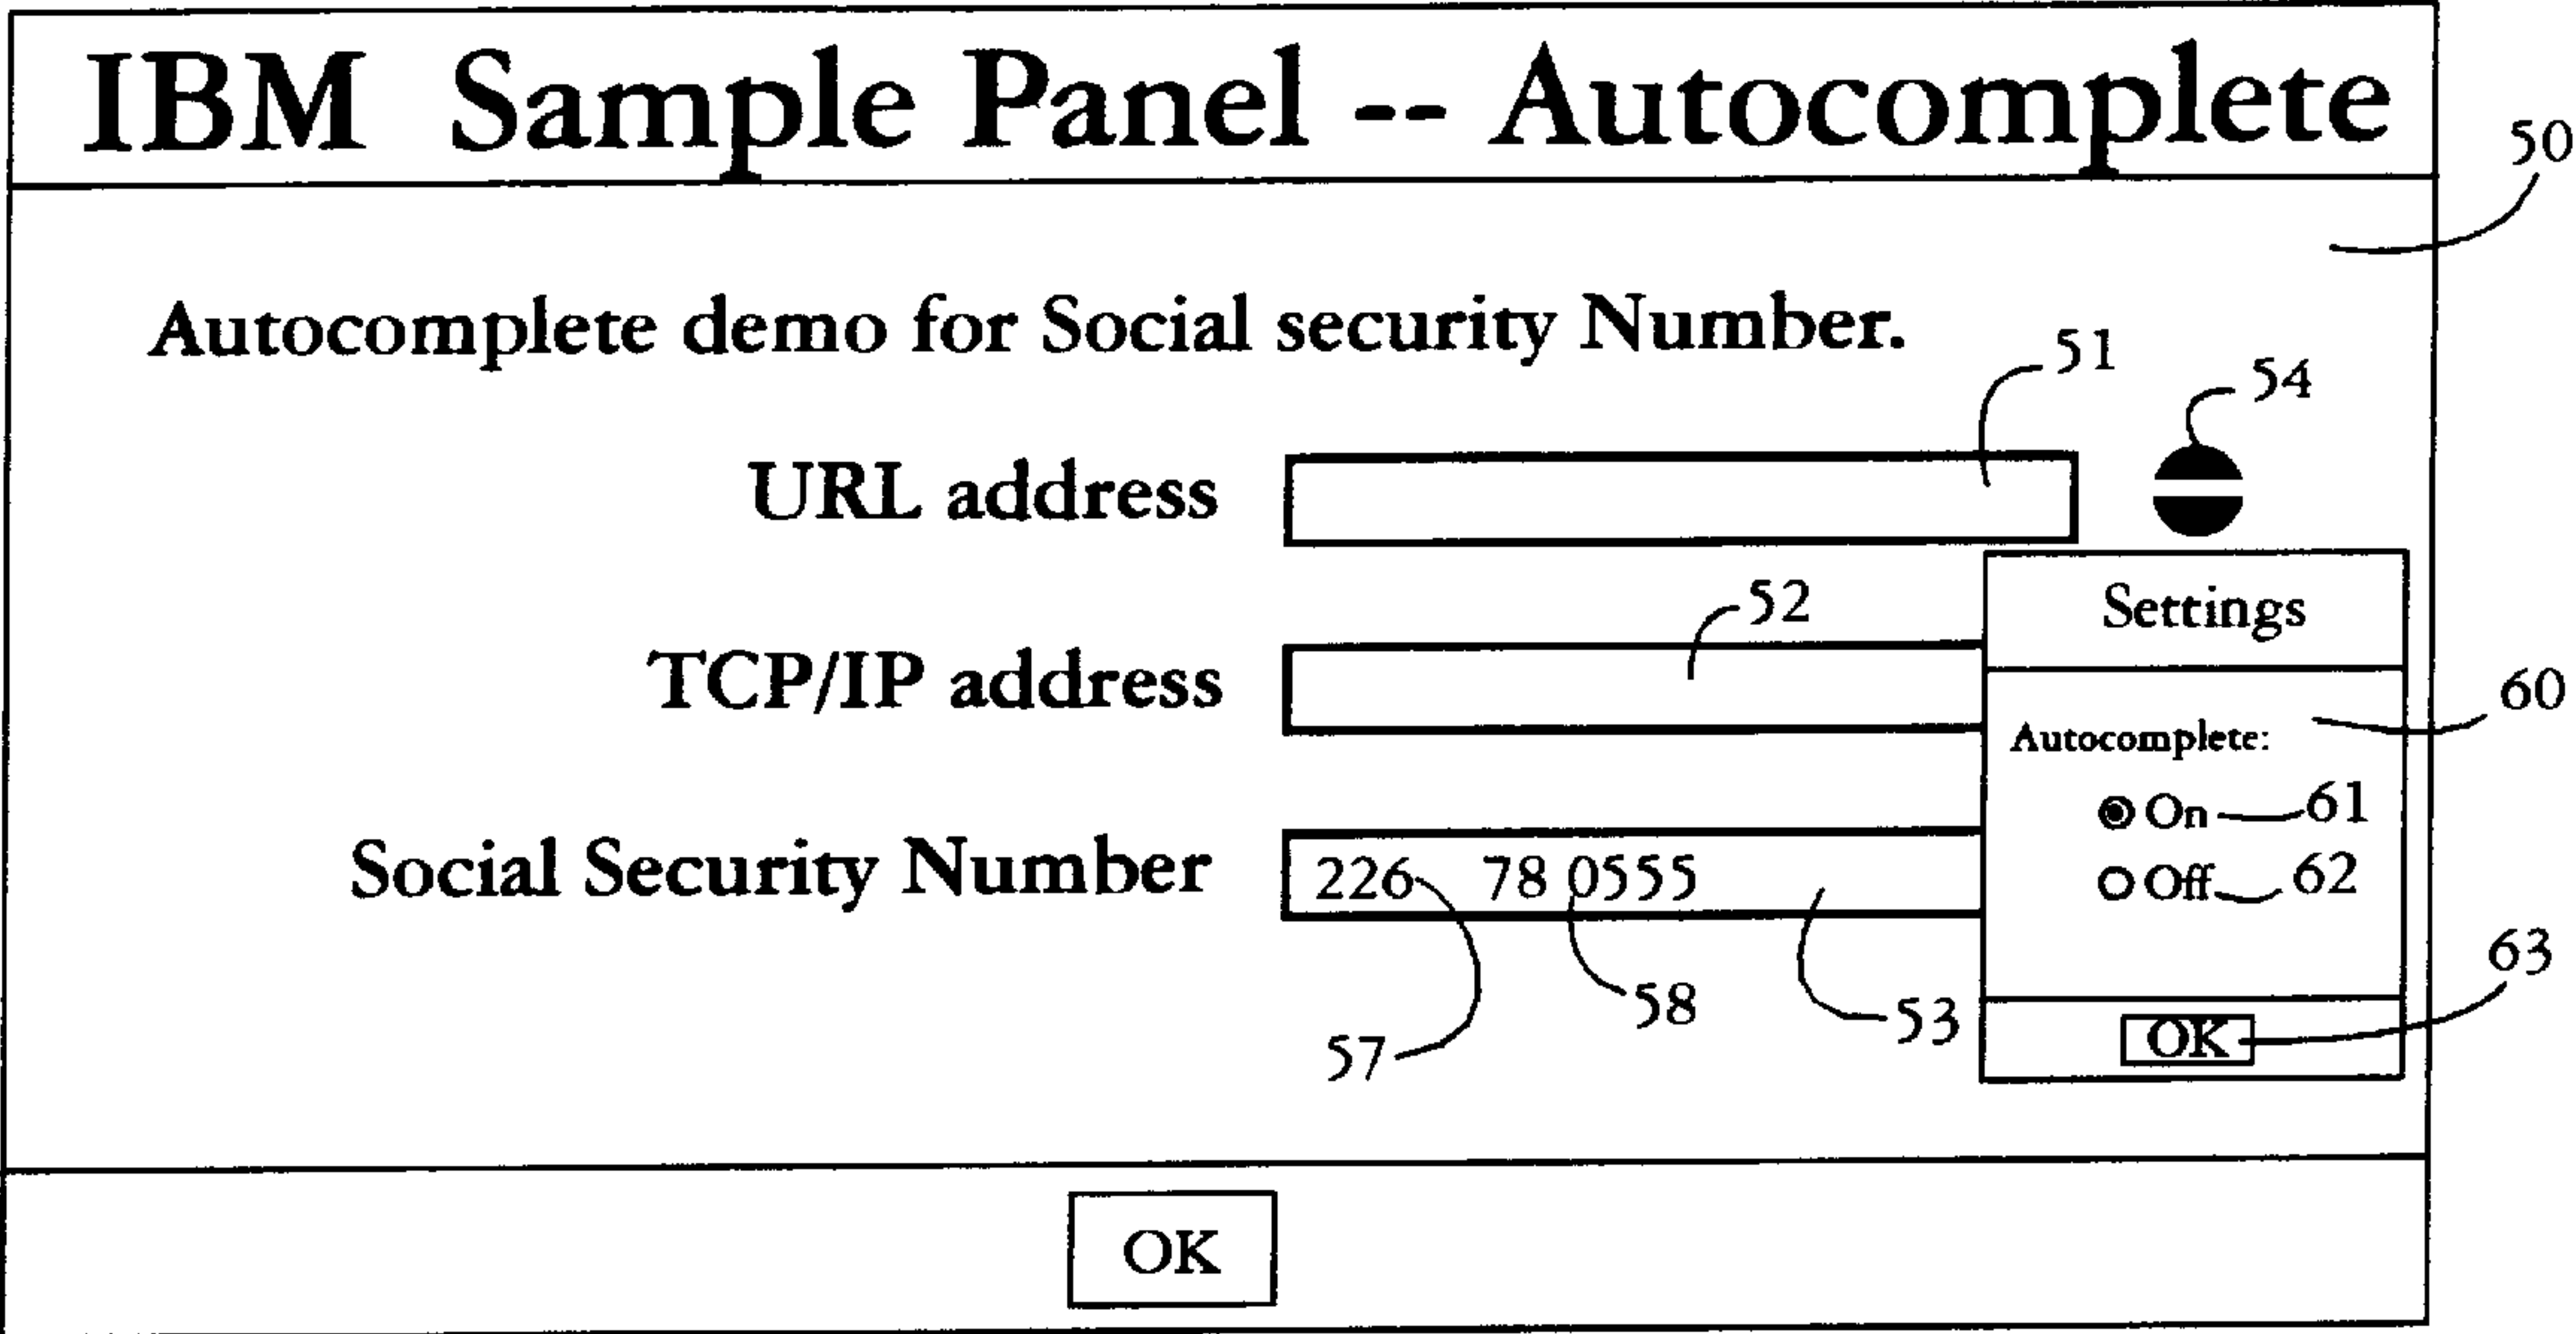 IBM Sample Panel -- Autocomplete
50
Autocomplete demo for Social security Number.
51
54
URL address
52
Settings
TCP/IP address
60
Autocomplete:
On 61
Social Security Number 226 78 0555
Off 62
58
53
63
57
OK
OK